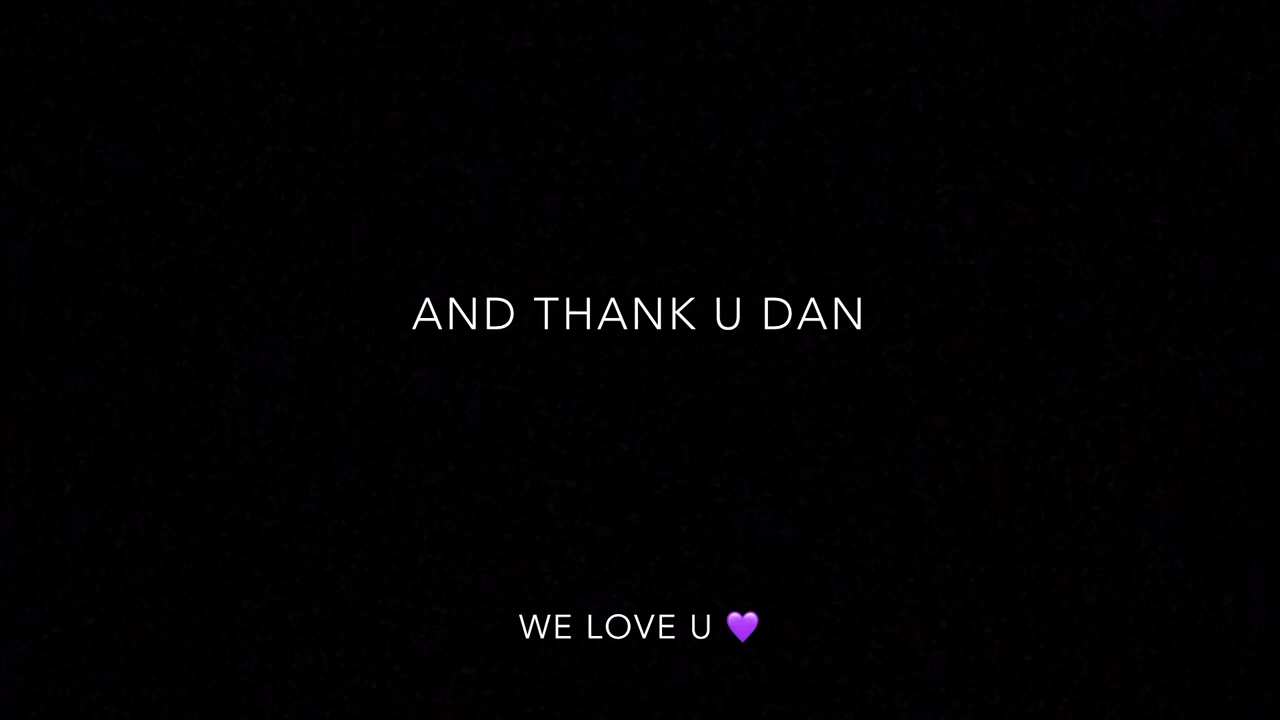 AND THANK U DAN
WE LOVE U 💜